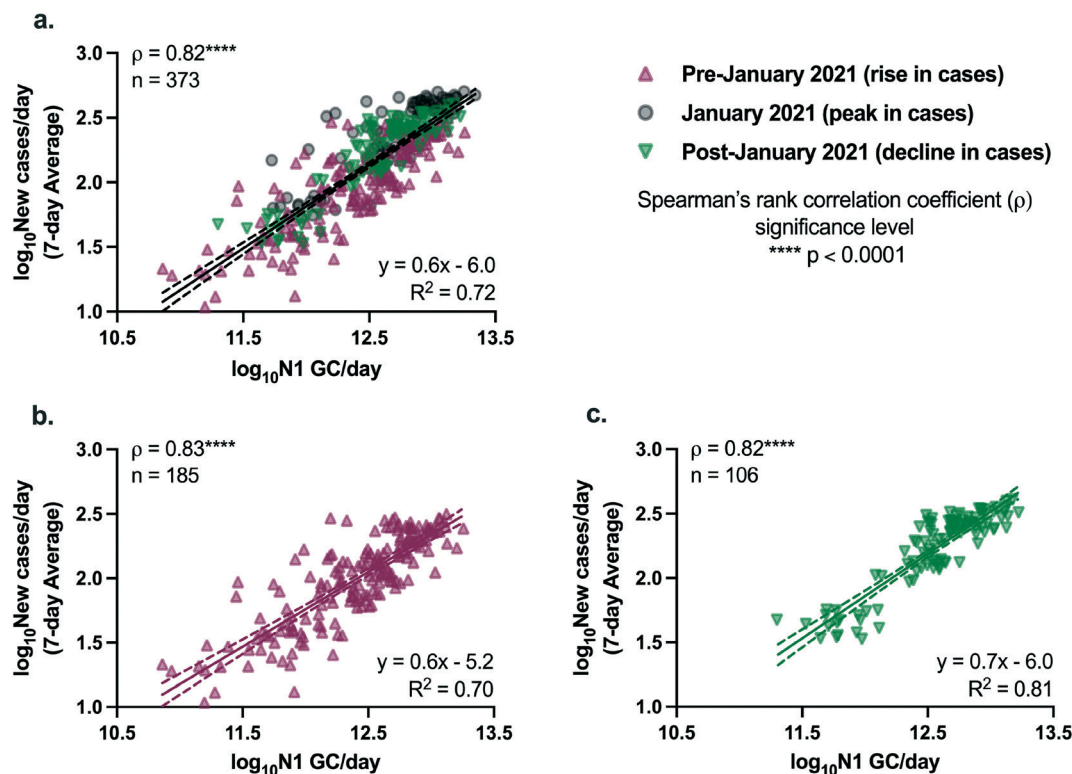 a.
ρ = 0.82****
n = 373
3.0
2.5
2.0
1.5
1.0
log10New cases/day
(7-day Average)
y = 0.6x - 6.0
R2 = 0.72
10.5 11.5 12.5 13.5
log10N1 GC/day
Pre-January 2021 (rise in cases)
January 2021 (peak in cases)
Post-January 2021 (decline in cases)
Spearman's rank correlation coefficient (ρ)
significance level
**** p < 0.0001
b.
ρ = 0.83****
n = 185
3.0
2.5
2.0
1.5
1.0
log10New cases/day
(7-day Average)
y = 0.6x - 5.2
R2 = 0.70
10.5 11.5 12.5 13.5
log10N1 GC/day
c.
ρ = 0.82****
n = 106
3.0
2.5
2.0
1.5
1.0
log10New cases/day
(7-day Average)
y = 0.7x - 6.0
R2 = 0.81
10.5 11.5 12.5 13.5
log10N1 GC/day